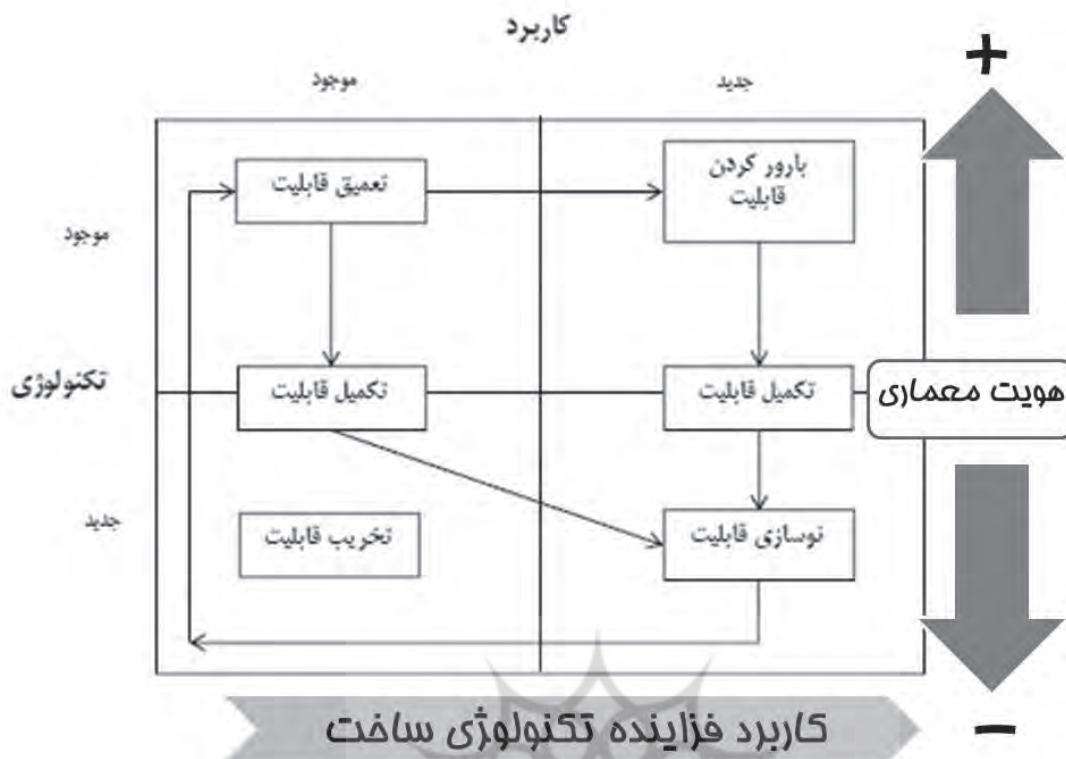 کاربرد
+
جدید
موجود
بارور کردن
قابلیت
تعمیق قابلیت
موجود
هویت معماری
تکمیل قابلیت
تکمیل قابلیت
تکنولوژی
نوسازی قابلیت
تخریب قابلیت
جدید
کاربرد فزاینده تکنولوژی ساخت
−